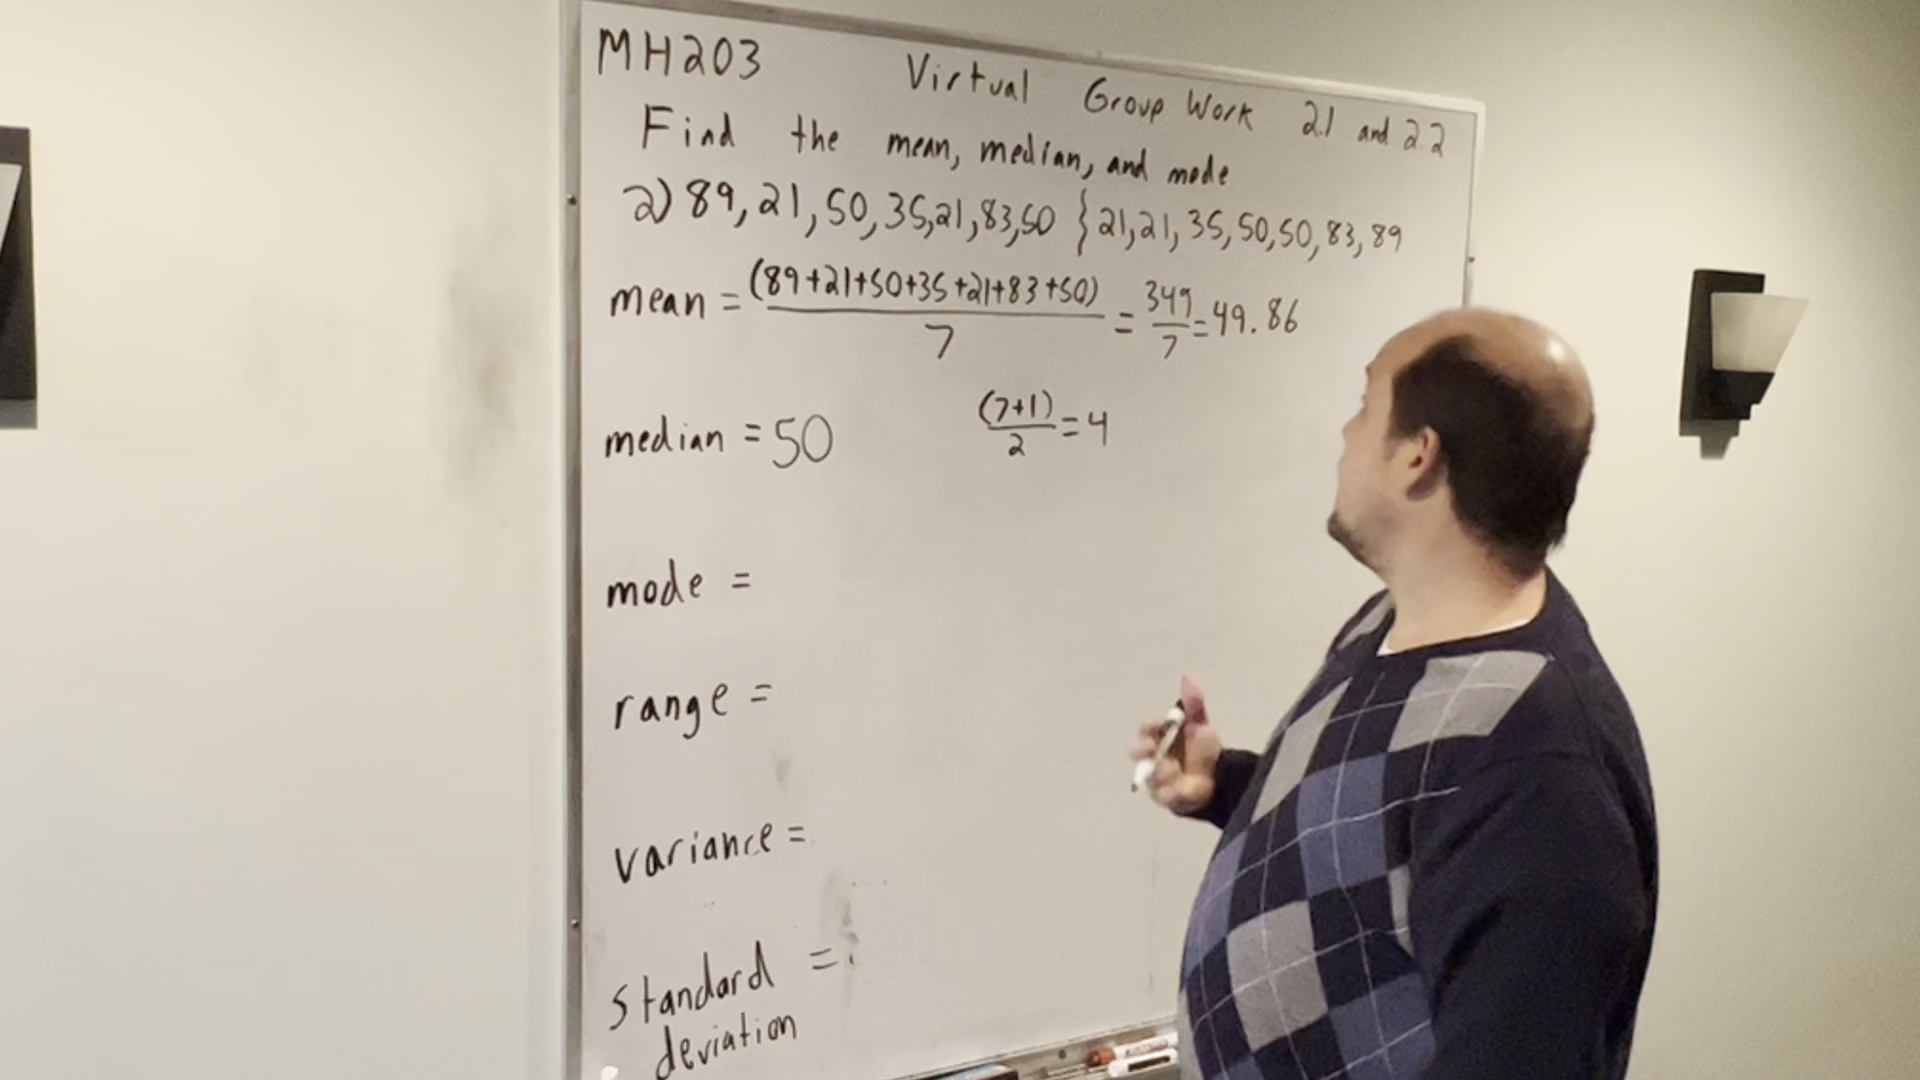 MH203 Virtual Group Work 2.1 and 2.2
Find the mean, median, and mode
2) 89, 21, 50, 35, 21, 83, 50 } 21, 21, 35, 50, 50, 83, 89
mean = (89+21+50+35+21+83+50)/7 = 349/7 = 49.86
median = 50 (7+1)/2 = 4
mode =
range =
variance =
standard =
deviation